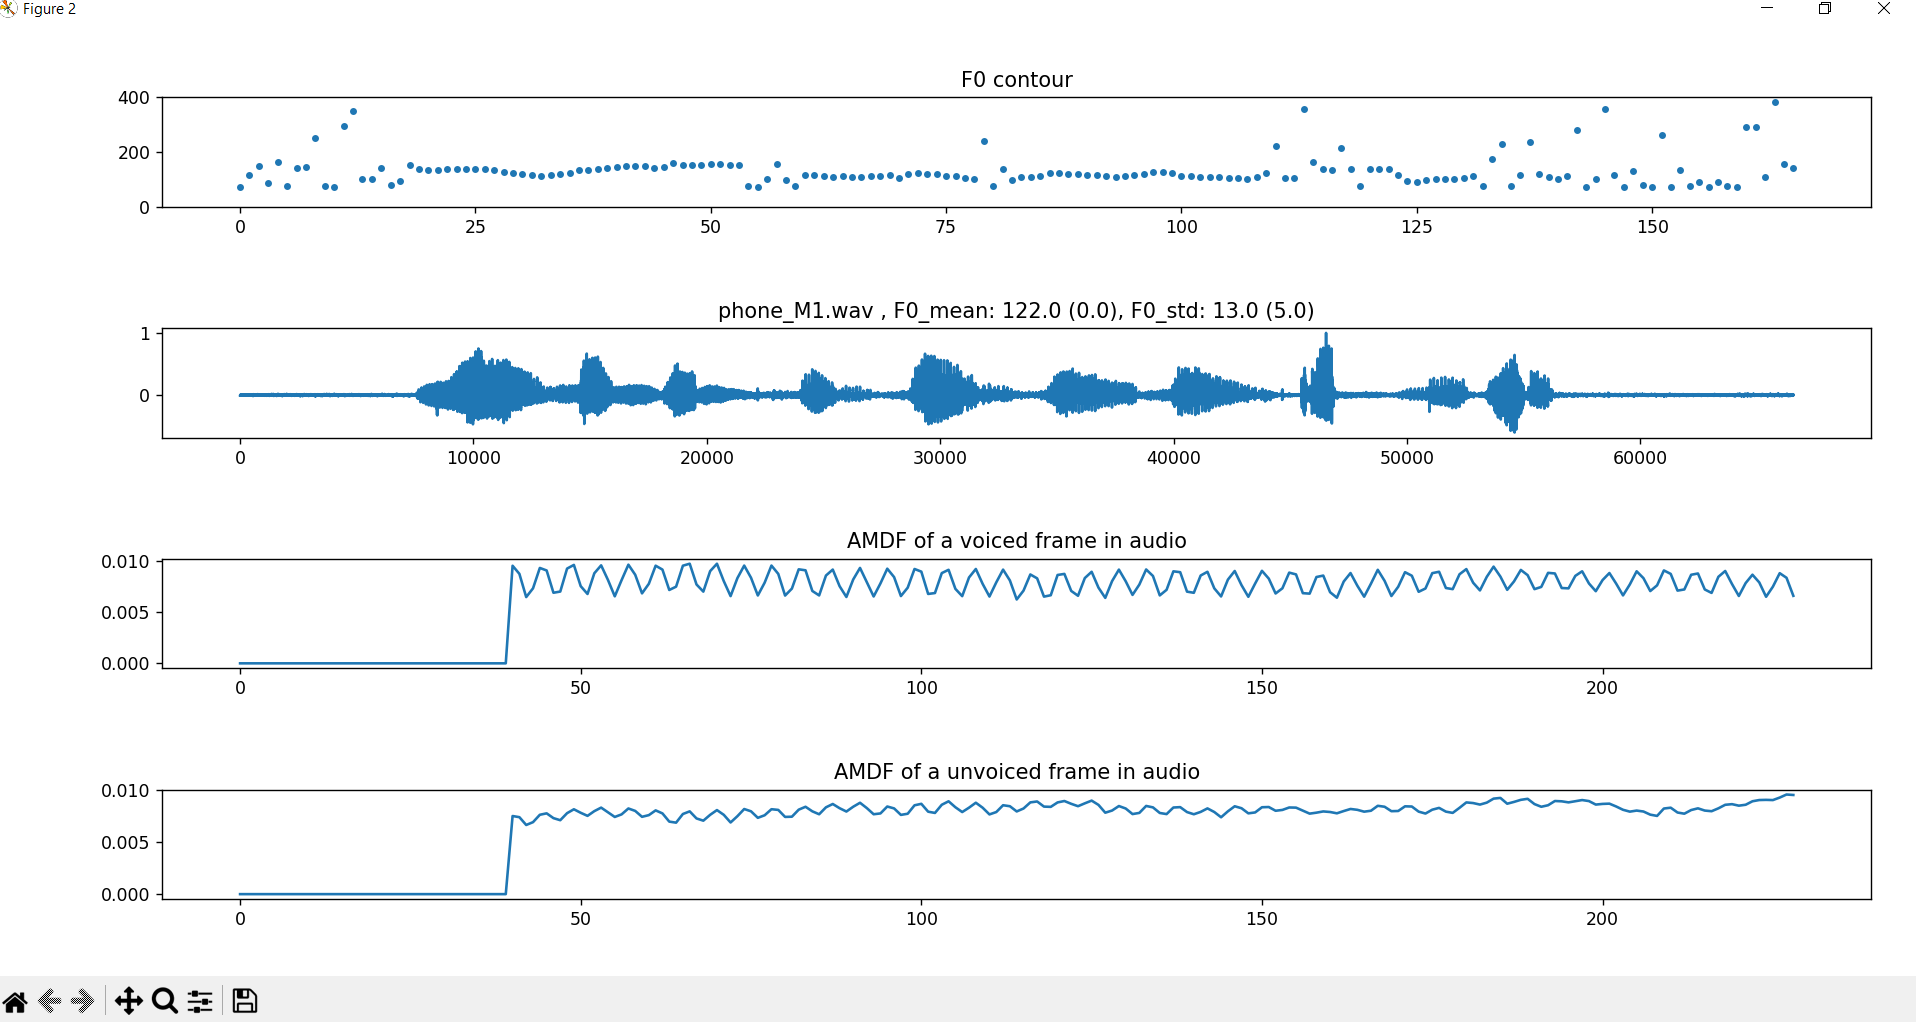 Figure 2
F0 contour
400
200
0
0 25 50 75 100 125 150
phone_M1.wav , F0_mean: 122.0 (0.0), F0_std: 13.0 (5.0)
1
0
0 10000 20000 30000 40000 50000 60000
AMDF of a voiced frame in audio
0.010
0.005
0.000
0 50 100 150 200
AMDF of a unvoiced frame in audio
0.010
0.005
0.000
0 50 100 150 200